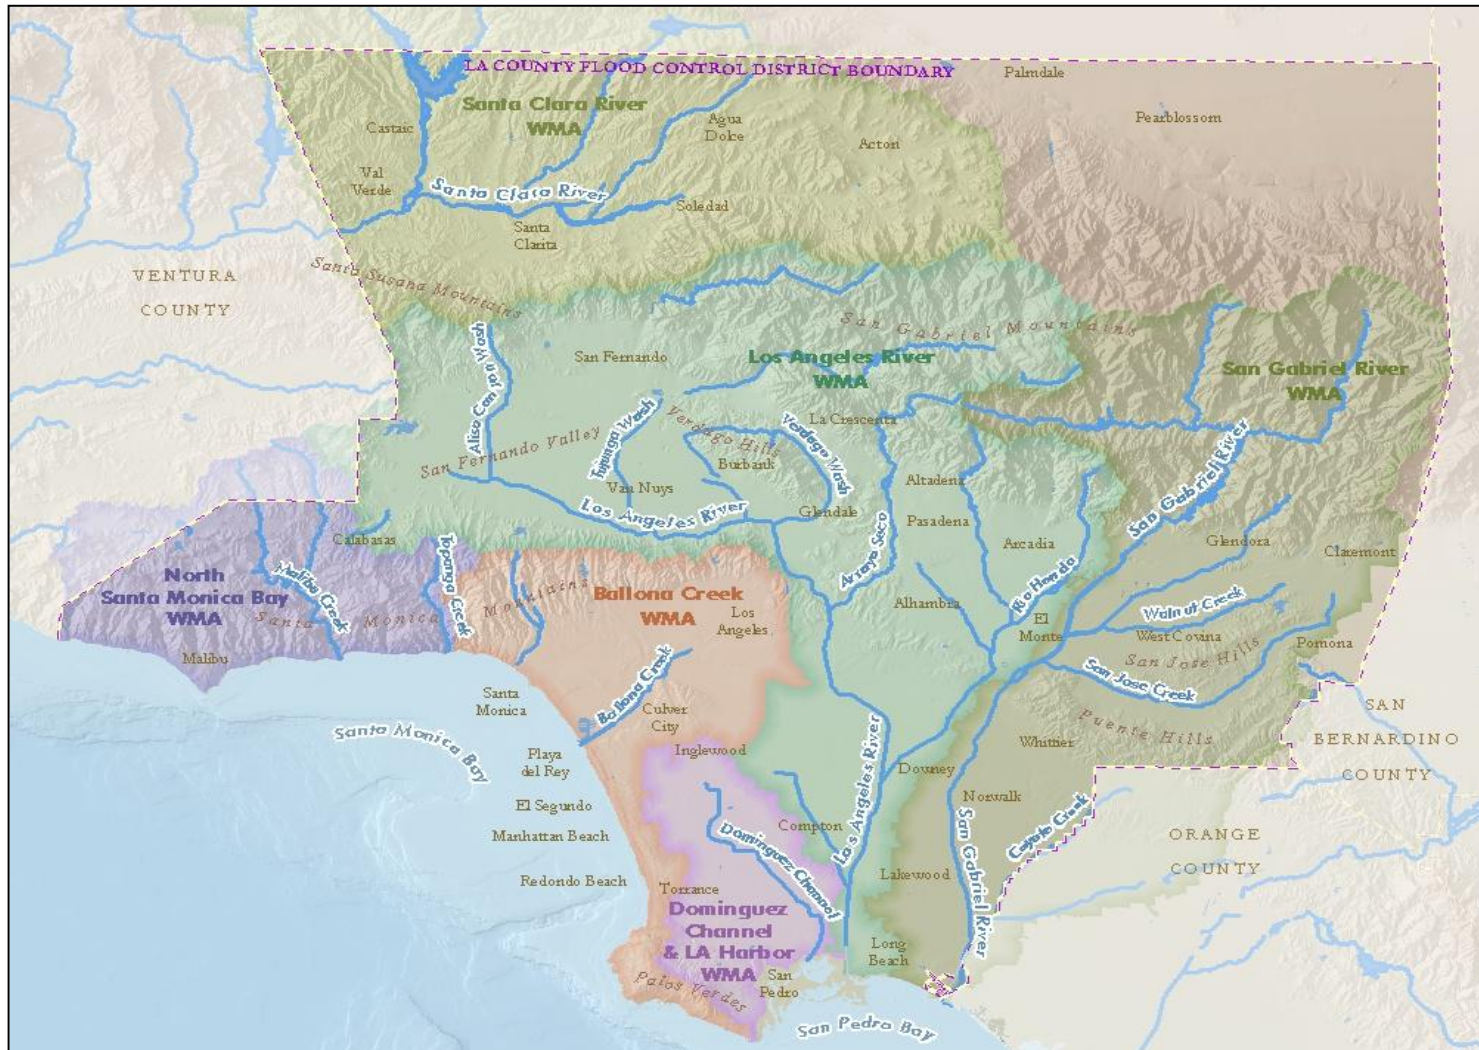 LA COUNTY FLOOD CONTROL DISTRICT BOUNDARY
Palmdale
Santa Clara River
WMA
Castaic
Agua
Dolce
Pearblossom
Acton
Val
Verde
Santa Clara River
Soledad
Santa
Clarita
VENTURA
COUNTY
Santa Susana Mountains
San Gabriel Mountains
San Fernando
Los Angeles River
WMA
San Gabriel River
WMA
Aliso Canyon Wash
Tujunga Wash
Verdugo Hills
Verdugo Wash
La Crescenta
San Fernando Valley
Burbank
Van Nuys
Los Angeles River
Glendale
Altadena
Pasadena
Arroyo Seco
Arcadia
San Gabriel River
Glendora
Claremont
Calabasas
North
Santa Monica Bay
WMA
Malibu Creek
Topanga Creek
Santa Monica Mountains
Malibu
Ballona Creek
WMA
Los
Angeles
Alhambra
Rio Hondo
El
Monte
Walnut Creek
West Covina
San Jose Hills
Pomona
San Jose Creek
Puente Hills
Whittier
SAN
BERNARDINO
COUNTY
Santa
Monica
Ballona Creek
Culver
City
Santa Monica Bay
Playa
del Rey
Inglewood
El Segundo
Manhattan Beach
Redondo Beach
Compton
Dominguez Channel
Los Angeles River
Downey
Norwalk
San Gabriel River
Coyote Creek
ORANGE
COUNTY
Lakewood
Torrance
Dominguez
Channel
& LA Harbor
WMA
Long
Beach
San
Pedro
Palos Verdes
San Pedro Bay